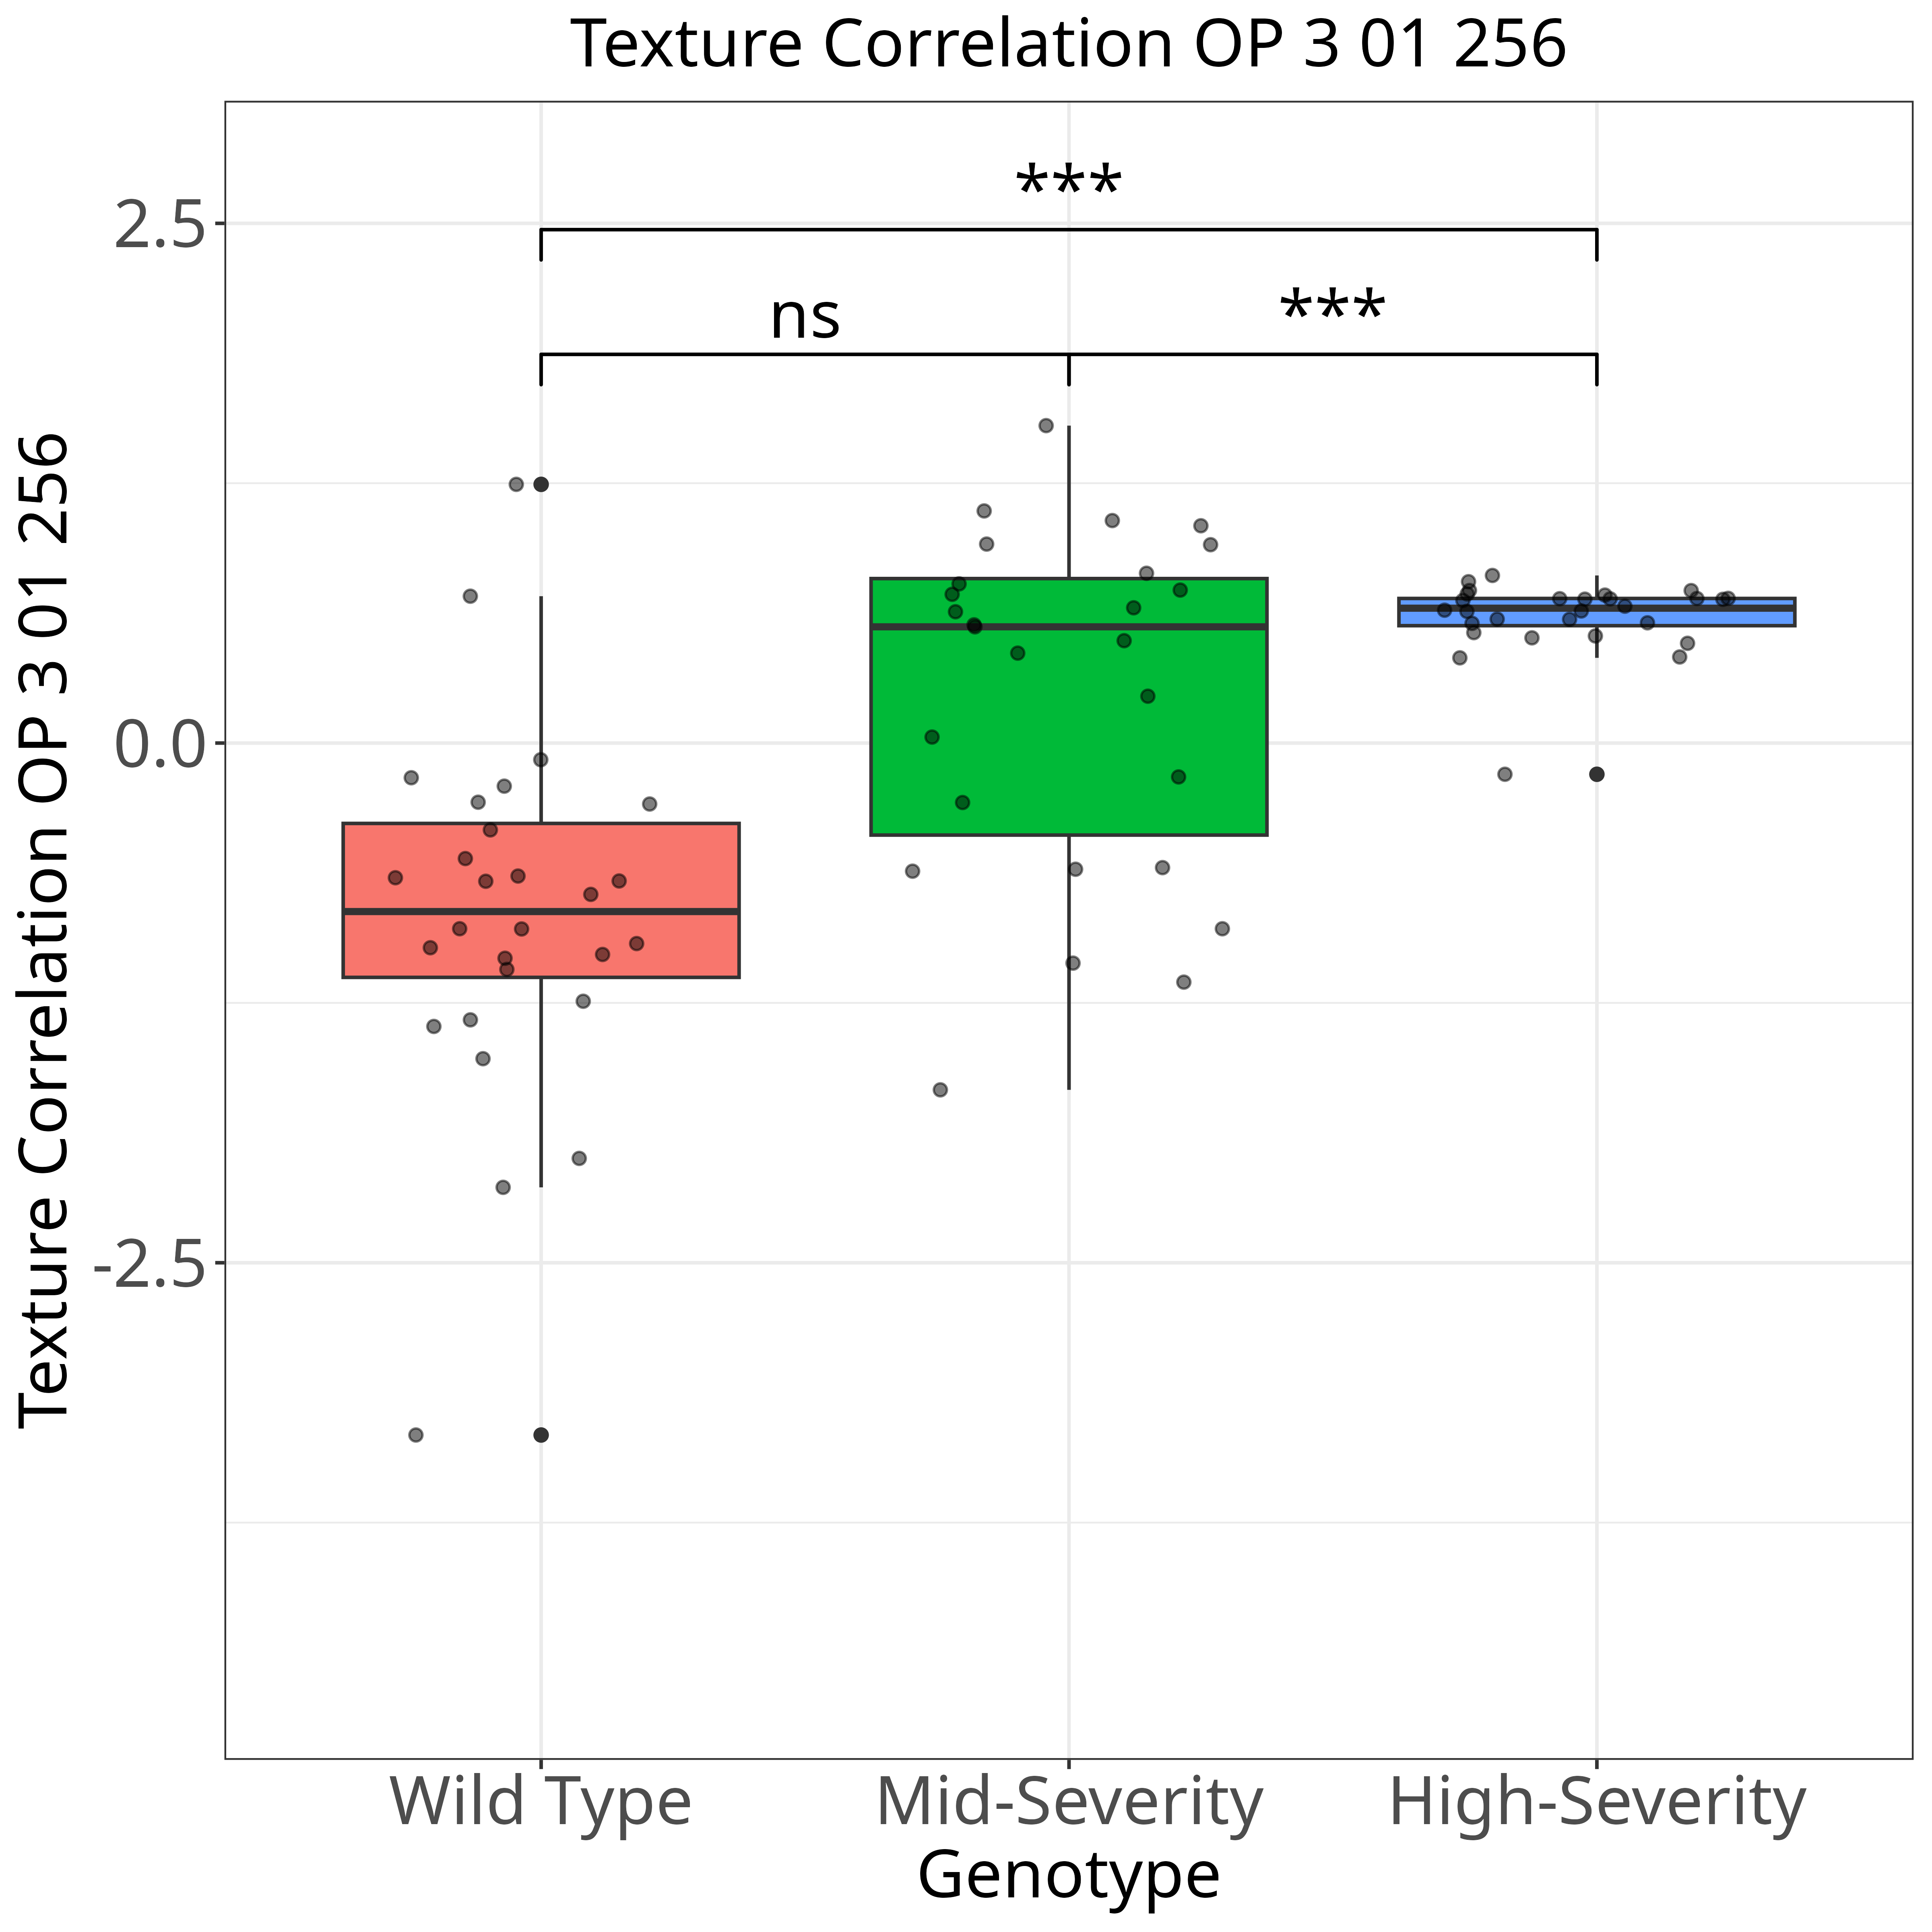 Texture Correlation OP 3 01 256
***
2.5
ns
***
0.0
-2.5
Texture Correlation OP 3 01 256
Wild Type
Mid-Severity
High-Severity
Genotype